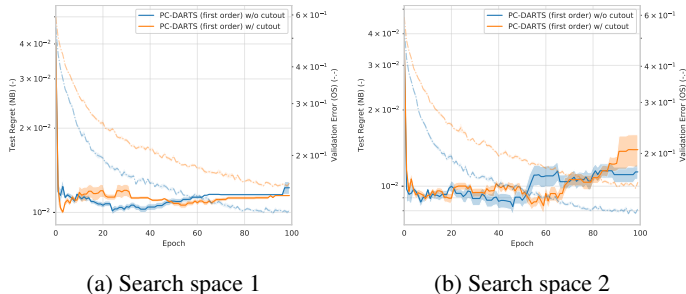 PC-DARTS (first order) w/o cutout
PC-DARTS (first order) w/ cutout
6 × 10⁻¹
4 × 10⁻¹
3 × 10⁻¹
2 × 10⁻¹
4 × 10⁻²
3 × 10⁻²
2 × 10⁻²
10⁻²
Test Regret (NB) (-)
Validation Error (OS) (-.-)
0 20 40 60 80 100
Epoch
(a) Search space 1
PC-DARTS (first order) w/o cutout
PC-DARTS (first order) w/ cutout
6 × 10⁻¹
4 × 10⁻¹
3 × 10⁻¹
2 × 10⁻¹
4 × 10⁻²
3 × 10⁻²
2 × 10⁻²
10⁻²
Test Regret (NB) (-)
Validation Error (OS) (-.-)
0 20 40 60 80 100
Epoch
(b) Search space 2